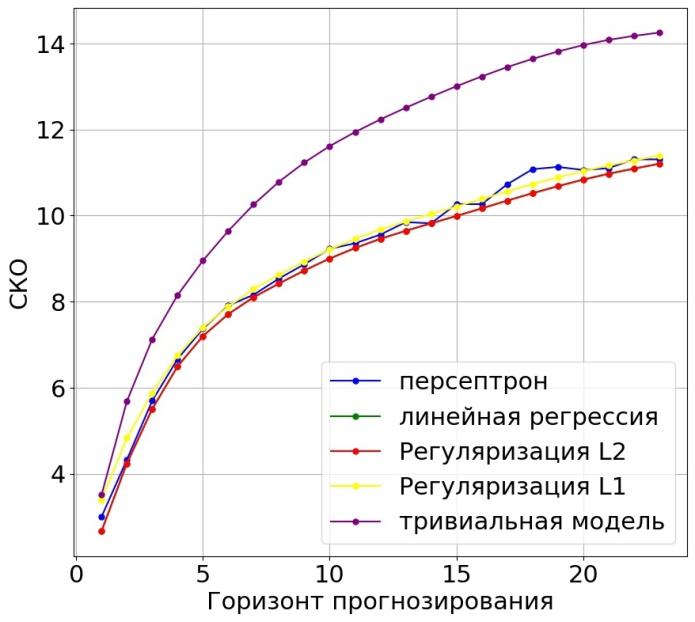 14
12
10
8
6
4
СКО
персептрон
линейная регрессия
Регуляризация L2
Регуляризация L1
тривиальная модель
0 5 10 15 20
Горизонт прогнозирования